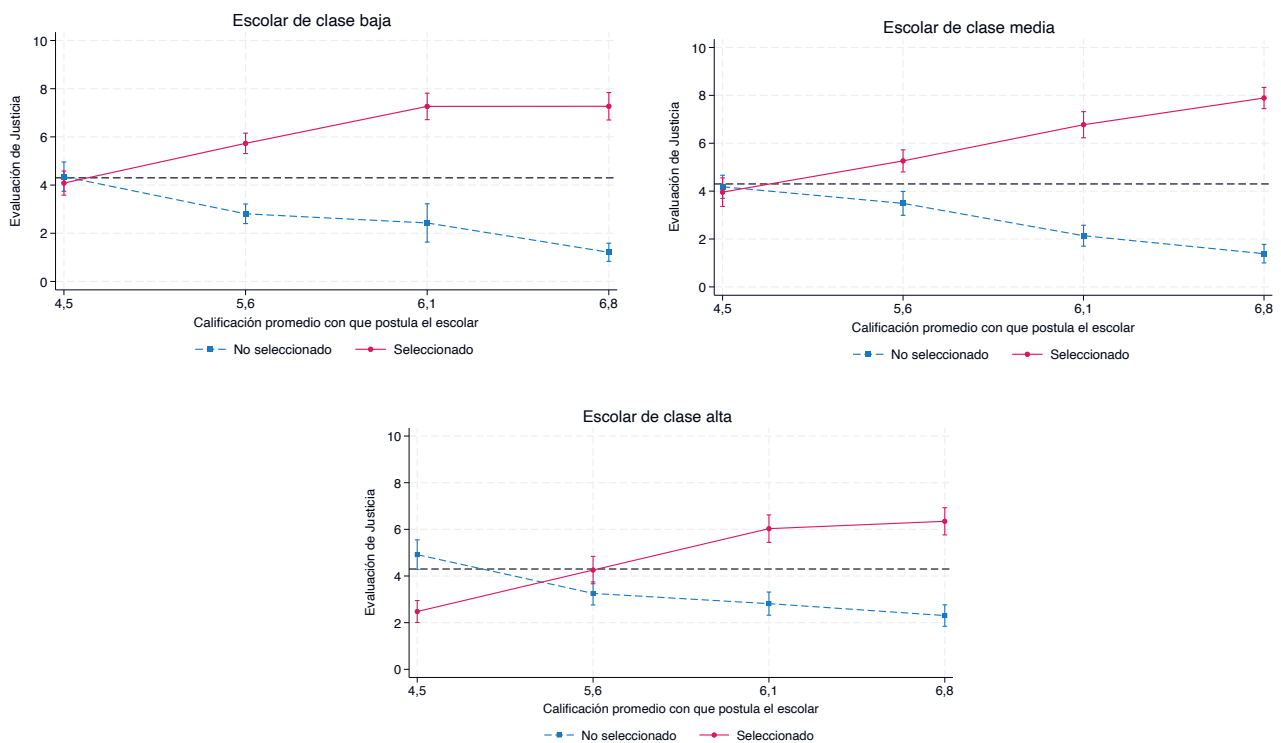 Escolar de clase baja
Evaluación de Justicia
10
8
6
4
2
0
4,5 5,6 6,1 6,8
Calificación promedio con que postula el escolar
No seleccionado Seleccionado
Escolar de clase media
Evaluación de Justicia
10
8
6
4
2
0
4,5 5,6 6,1 6,8
Calificación promedio con que postula el escolar
No seleccionado Seleccionado
Escolar de clase alta
Evaluación de Justicia
10
8
6
4
2
0
4,5 5,6 6,1 6,8
Calificación promedio con que postula el escolar
No seleccionado Seleccionado